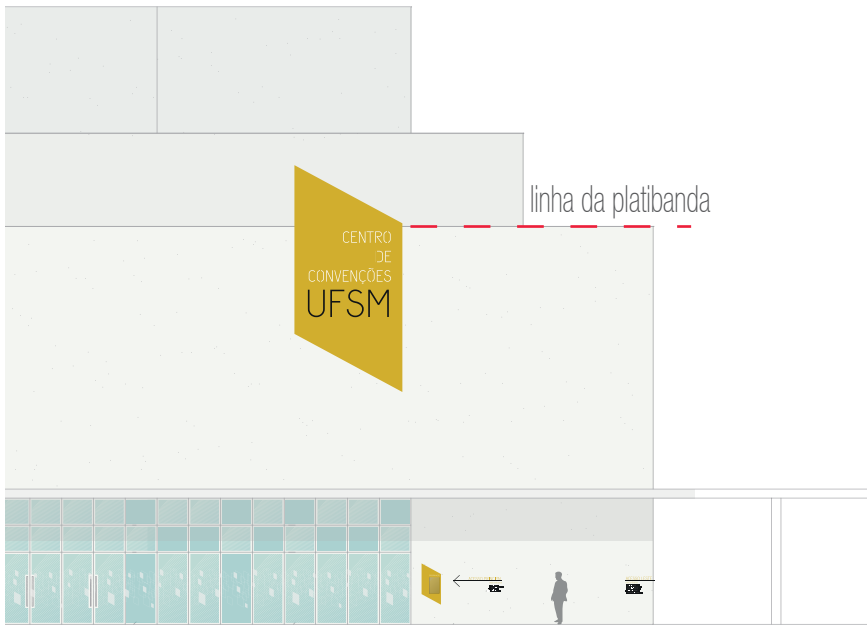 linha da platibanda
CENTRO
DE
CONVENÇÕES
UFSM